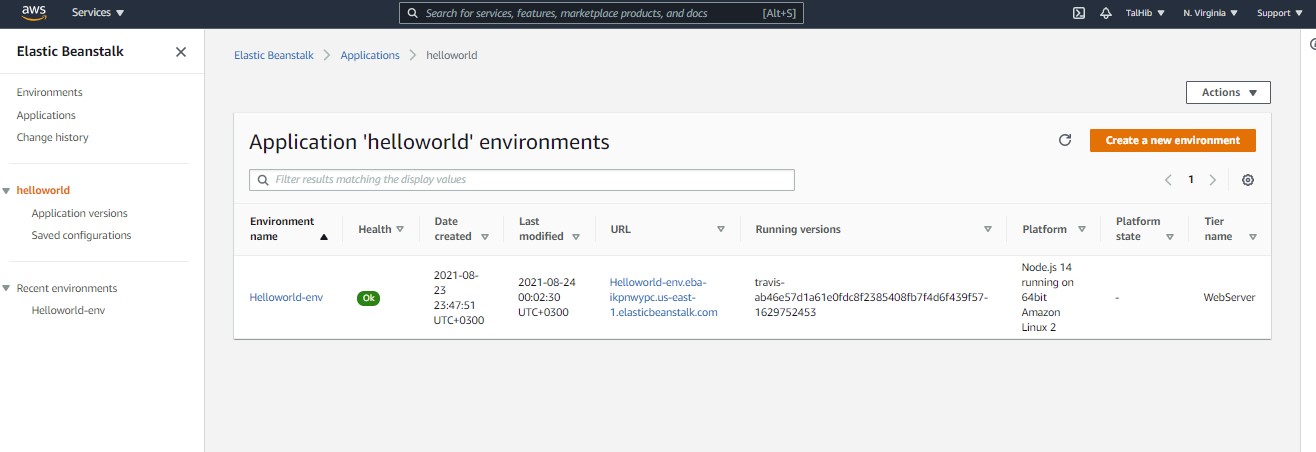 aws Services Search for services, features, marketplace products, and docs [Alt+S] TalHib N. Virginia Support
Elastic Beanstalk
Elastic Beanstalk Applications helloworld
Environments
Applications
Change history
helloworld
Application versions
Saved configurations
Recent environments
Helloworld-env
Actions
Application 'helloworld' environments
Create a new environment
Filter results matching the display values
1
Environment
name
Health
Date
created
Last
modified
URL
Running versions
Platform
Platform
state
Tier
name
Helloworld-env
Ok
2021-08-
23
23:47:51
UTC+0300
2021-08-24
00:02:30
UTC+0300
Helloworld-env.eba-
ikpnwypc.us-east-
1.elasticbeanstalk.com
travis-
ab46e57d1a61e0fdc8f2385408fb7f4d6f439f57-
1629752453
Node.js 14
running on
64bit
Amazon
Linux 2
-
WebServer